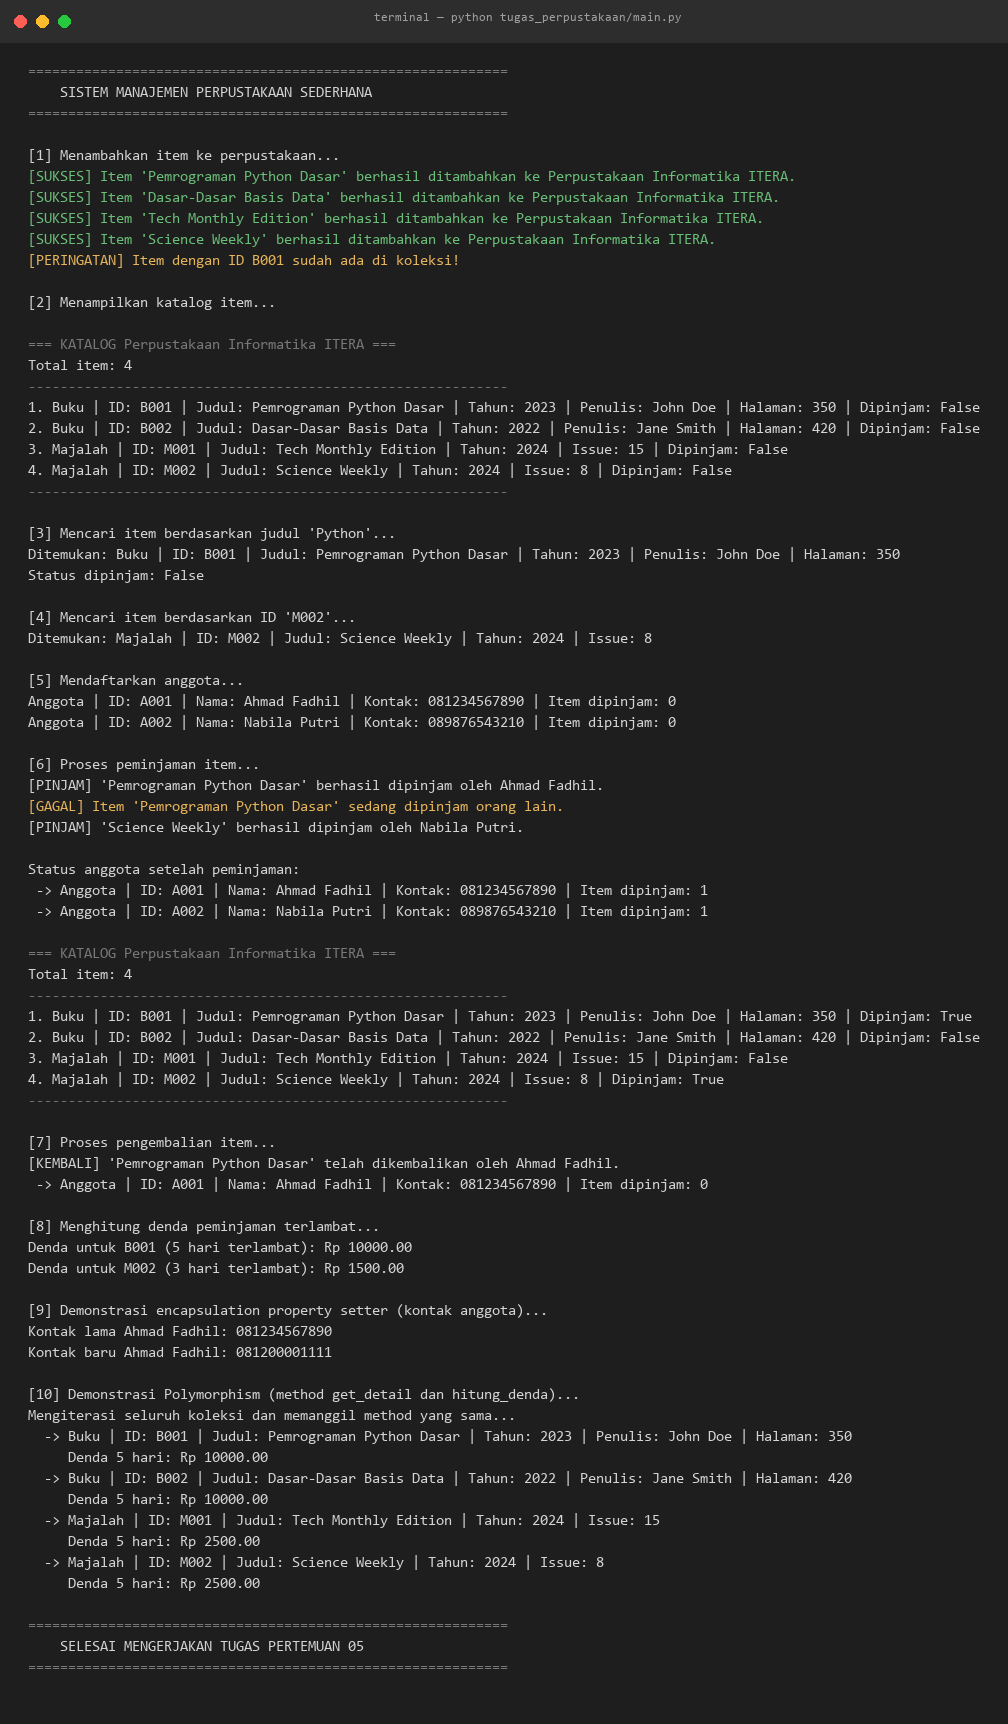 terminal — python tugas_perpustakaan/main.py
============================================================
    SISTEM MANAJEMEN PERPUSTAKAAN SEDERHANA
============================================================

[1] Menambahkan item ke perpustakaan...
[SUKSES] Item 'Pemrograman Python Dasar' berhasil ditambahkan ke Perpustakaan Informatika ITERA.
[SUKSES] Item 'Dasar-Dasar Basis Data' berhasil ditambahkan ke Perpustakaan Informatika ITERA.
[SUKSES] Item 'Tech Monthly Edition' berhasil ditambahkan ke Perpustakaan Informatika ITERA.
[SUKSES] Item 'Science Weekly' berhasil ditambahkan ke Perpustakaan Informatika ITERA.
[PERINGATAN] Item dengan ID B001 sudah ada di koleksi!

[2] Menampilkan katalog item...

=== KATALOG Perpustakaan Informatika ITERA ===
Total item: 4
------------------------------------------------------------
1. Buku | ID: B001 | Judul: Pemrograman Python Dasar | Tahun: 2023 | Penulis: John Doe | Halaman: 350 | Dipinjam: False
2. Buku | ID: B002 | Judul: Dasar-Dasar Basis Data | Tahun: 2022 | Penulis: Jane Smith | Halaman: 420 | Dipinjam: False
3. Majalah | ID: M001 | Judul: Tech Monthly Edition | Tahun: 2024 | Issue: 15 | Dipinjam: False
4. Majalah | ID: M002 | Judul: Science Weekly | Tahun: 2024 | Issue: 8 | Dipinjam: False
------------------------------------------------------------

[3] Mencari item berdasarkan judul 'Python'...
Ditemukan: Buku | ID: B001 | Judul: Pemrograman Python Dasar | Tahun: 2023 | Penulis: John Doe | Halaman: 350
Status dipinjam: False

[4] Mencari item berdasarkan ID 'M002'...
Ditemukan: Majalah | ID: M002 | Judul: Science Weekly | Tahun: 2024 | Issue: 8

[5] Mendaftarkan anggota...
Anggota | ID: A001 | Nama: Ahmad Fadhil | Kontak: 081234567890 | Item dipinjam: 0
Anggota | ID: A002 | Nama: Nabila Putri | Kontak: 089876543210 | Item dipinjam: 0

[6] Proses peminjaman item...
[PINJAM] 'Pemrograman Python Dasar' berhasil dipinjam oleh Ahmad Fadhil.
[GAGAL] Item 'Pemrograman Python Dasar' sedang dipinjam orang lain.
[PINJAM] 'Science Weekly' berhasil dipinjam oleh Nabila Putri.

Status anggota setelah peminjaman:
 -> Anggota | ID: A001 | Nama: Ahmad Fadhil | Kontak: 081234567890 | Item dipinjam: 1
 -> Anggota | ID: A002 | Nama: Nabila Putri | Kontak: 089876543210 | Item dipinjam: 1

=== KATALOG Perpustakaan Informatika ITERA ===
Total item: 4
------------------------------------------------------------
1. Buku | ID: B001 | Judul: Pemrograman Python Dasar | Tahun: 2023 | Penulis: John Doe | Halaman: 350 | Dipinjam: True
2. Buku | ID: B002 | Judul: Dasar-Dasar Basis Data | Tahun: 2022 | Penulis: Jane Smith | Halaman: 420 | Dipinjam: False
3. Majalah | ID: M001 | Judul: Tech Monthly Edition | Tahun: 2024 | Issue: 15 | Dipinjam: False
4. Majalah | ID: M002 | Judul: Science Weekly | Tahun: 2024 | Issue: 8 | Dipinjam: True
------------------------------------------------------------

[7] Proses pengembalian item...
[KEMBALI] 'Pemrograman Python Dasar' telah dikembalikan oleh Ahmad Fadhil.
 -> Anggota | ID: A001 | Nama: Ahmad Fadhil | Kontak: 081234567890 | Item dipinjam: 0

[8] Menghitung denda peminjaman terlambat...
Denda untuk B001 (5 hari terlambat): Rp 10000.00
Denda untuk M002 (3 hari terlambat): Rp 1500.00

[9] Demonstrasi encapsulation property setter (kontak anggota)...
Kontak lama Ahmad Fadhil: 081234567890
Kontak baru Ahmad Fadhil: 081200001111

[10] Demonstrasi Polymorphism (method get_detail dan hitung_denda)...
Mengiterasi seluruh koleksi dan memanggil method yang sama...
  -> Buku | ID: B001 | Judul: Pemrograman Python Dasar | Tahun: 2023 | Penulis: John Doe | Halaman: 350
     Denda 5 hari: Rp 10000.00
  -> Buku | ID: B002 | Judul: Dasar-Dasar Basis Data | Tahun: 2022 | Penulis: Jane Smith | Halaman: 420
     Denda 5 hari: Rp 10000.00
  -> Majalah | ID: M001 | Judul: Tech Monthly Edition | Tahun: 2024 | Issue: 15
     Denda 5 hari: Rp 2500.00
  -> Majalah | ID: M002 | Judul: Science Weekly | Tahun: 2024 | Issue: 8
     Denda 5 hari: Rp 2500.00

============================================================
    SELESAI MENGERJAKAN TUGAS PERTEMUAN 05
============================================================